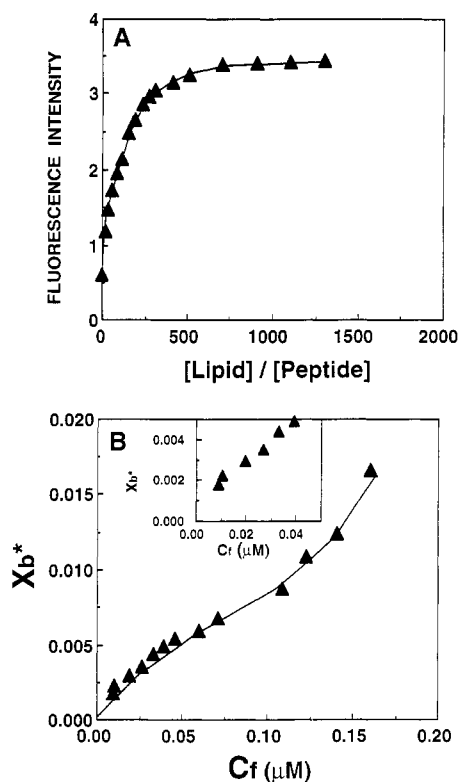 A
FLUORESCENCE INTENSITY
4
3
2
1
0
0 500 1000 1500 2000
[Lipid] / [Peptide]
B
Xb*
0.020
0.015
0.010
0.005
0.000
0.00 0.05 0.10 0.15 0.20
Cf (μM)
Xb*
0.004
0.002
0.000
0.00 0.02 0.04
Cf (μM)